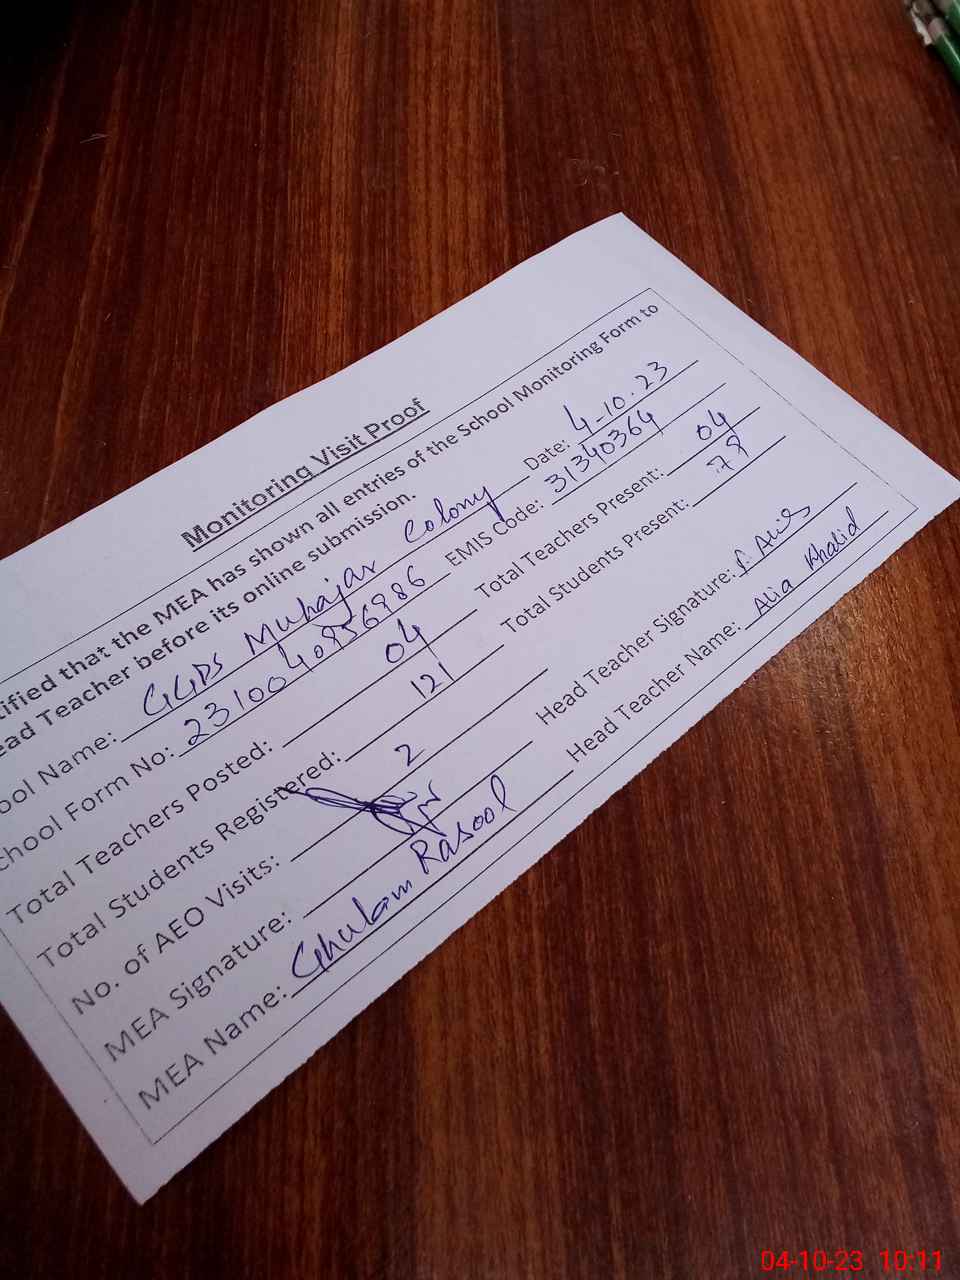 Monitoring Visit Proof
tified that the MEA has shown all entries of the School Monitoring Form to
ead Teacher before its online submission.
ool Name: GGPS Muhajar Colony Date: 4-10.23
chool Form No: EMIS Code: 31340364
Total Teachers Posted: 04 Total Teachers Present: 04
Total Students Registered: 121 Total Students Present:
No. of AEO Visits: 2
MEA Signature: Head Teacher Signature:
MEA Name: Ghulam Rasool Head Teacher Name: Alia Khalid
04-10-23 10:11